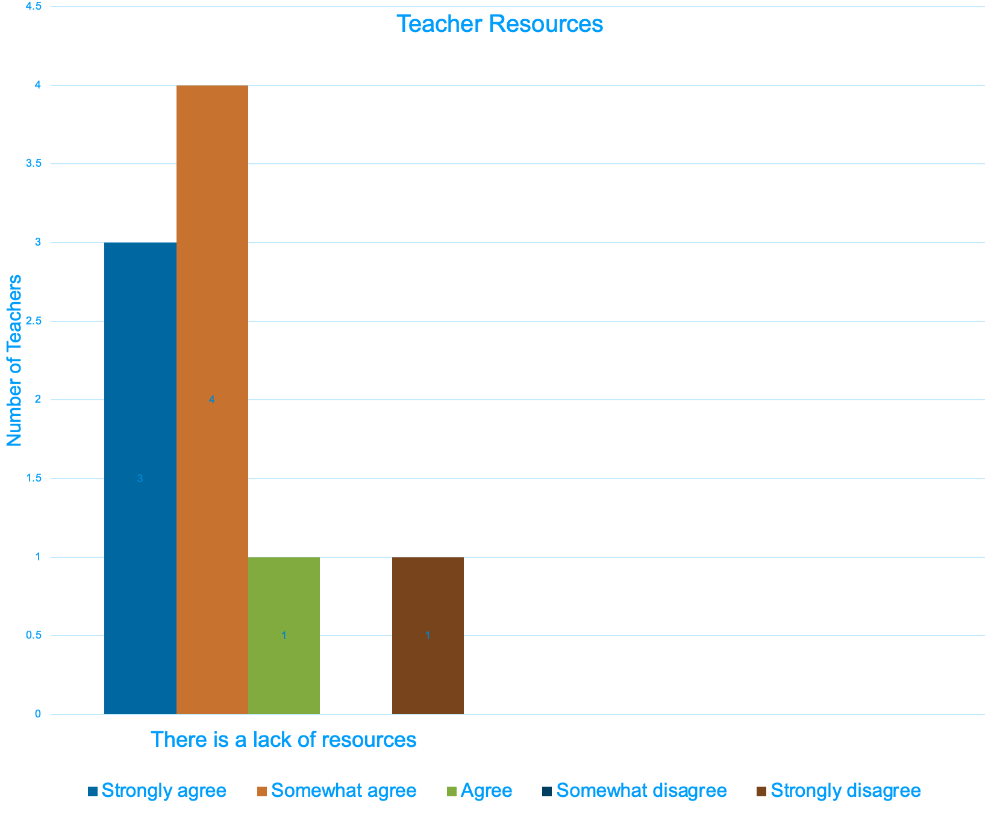 Teacher Resources
4.5
4
3.5
3
2.5
2
1.5
1
0.5
0
Number of Teachers
3
4
1
1
There is a lack of resources
Strongly agree
Somewhat agree
Agree
Somewhat disagree
Strongly disagree